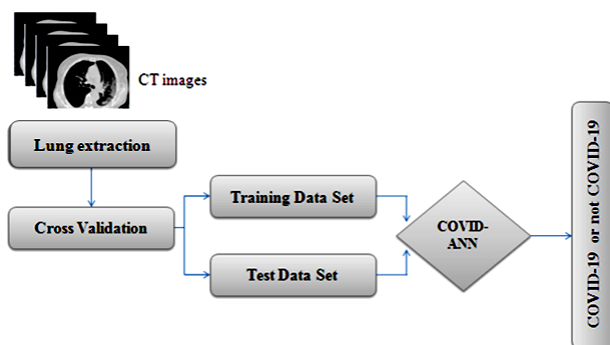 CT images
Lung extraction
Cross Validation
Training Data Set
Test Data Set
COVID-
ANN
COVID-19 or not COVID-19